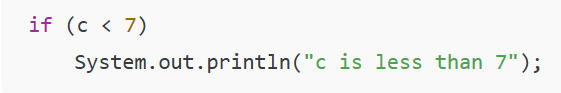 if (c < 7)
    System.out.println("c is less than 7");